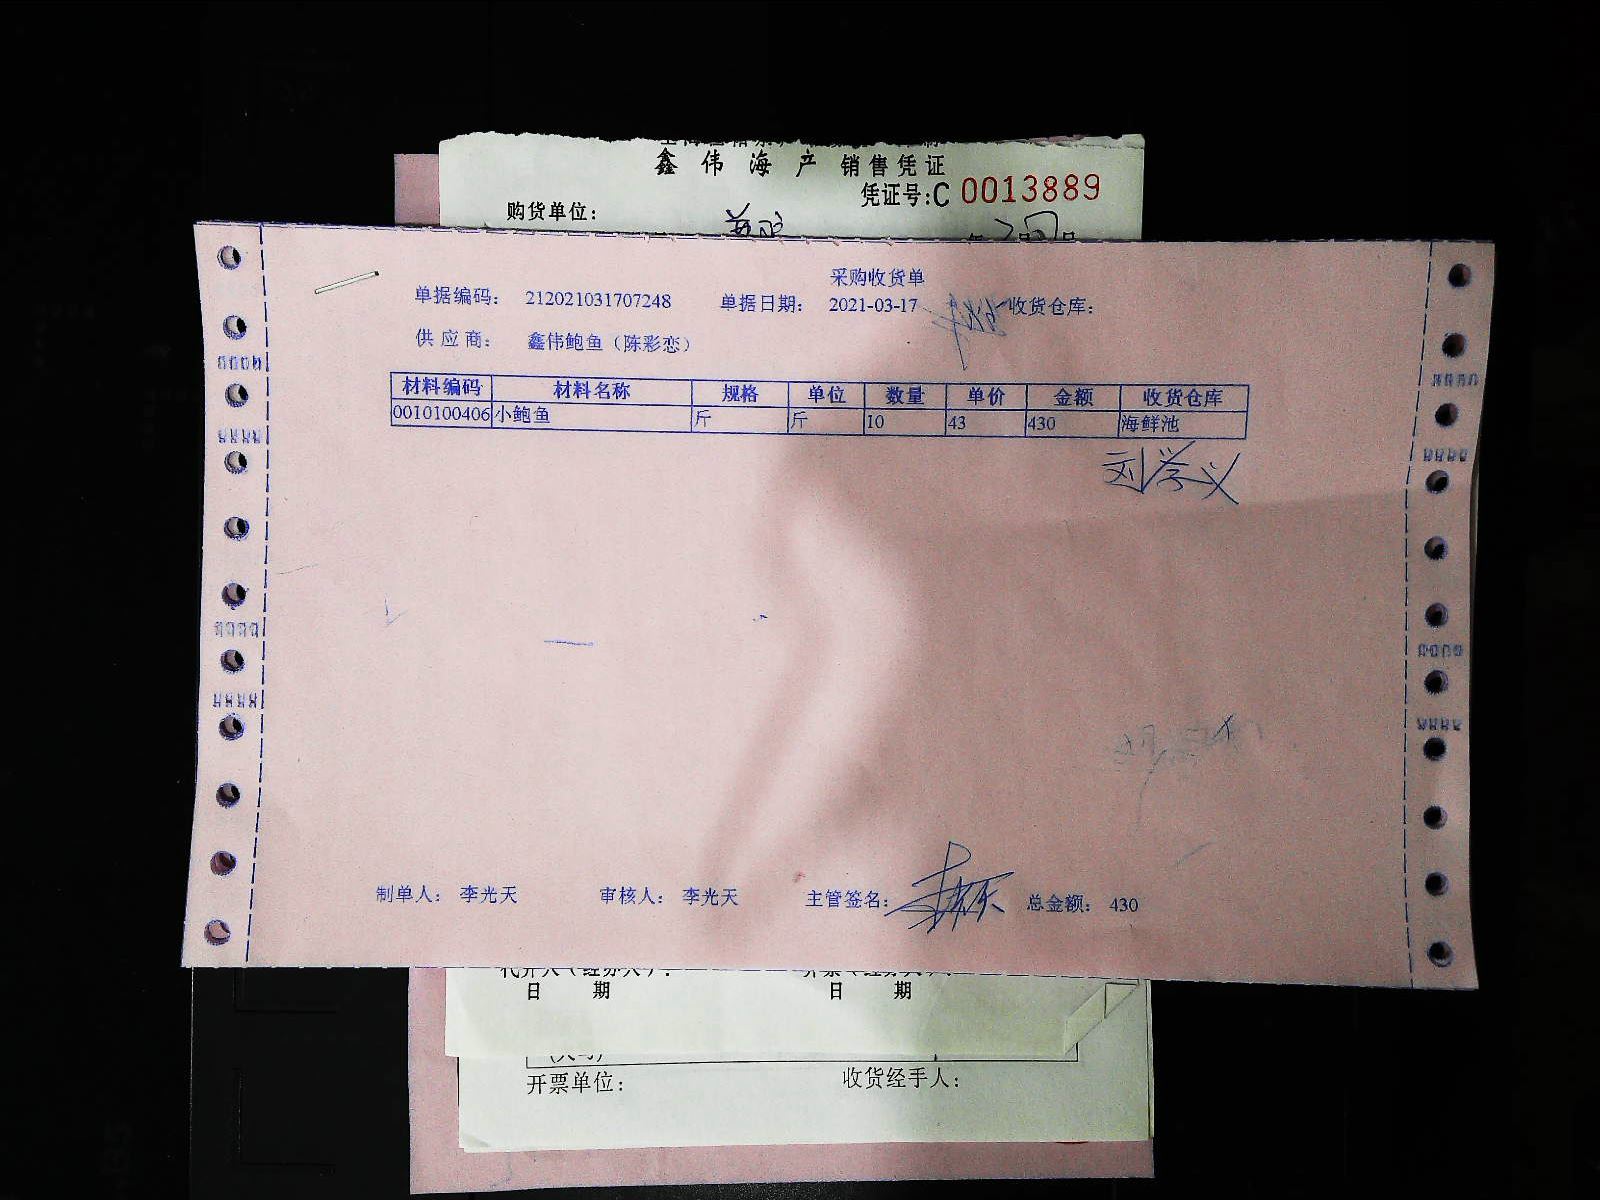 鑫伟海产 销售凭证
凭证号:C 0013889
购货单位:
采购收货单
单据编码: 212021031707248 单据日期: 2021-03-17 收货仓库:
供应商: 鑫伟鲍鱼（陈彩恋）
材料编码 材料名称 规格 单位 数量 单价 金额 收货仓库
0010100406 小鲍鱼 斤 斤 10 43 430 海鲜池
刘学义
制单人: 李光天 审核人: 李光天 主管签名: 总金额: 430
日 期 日 期
开票单位: 收货经手人: